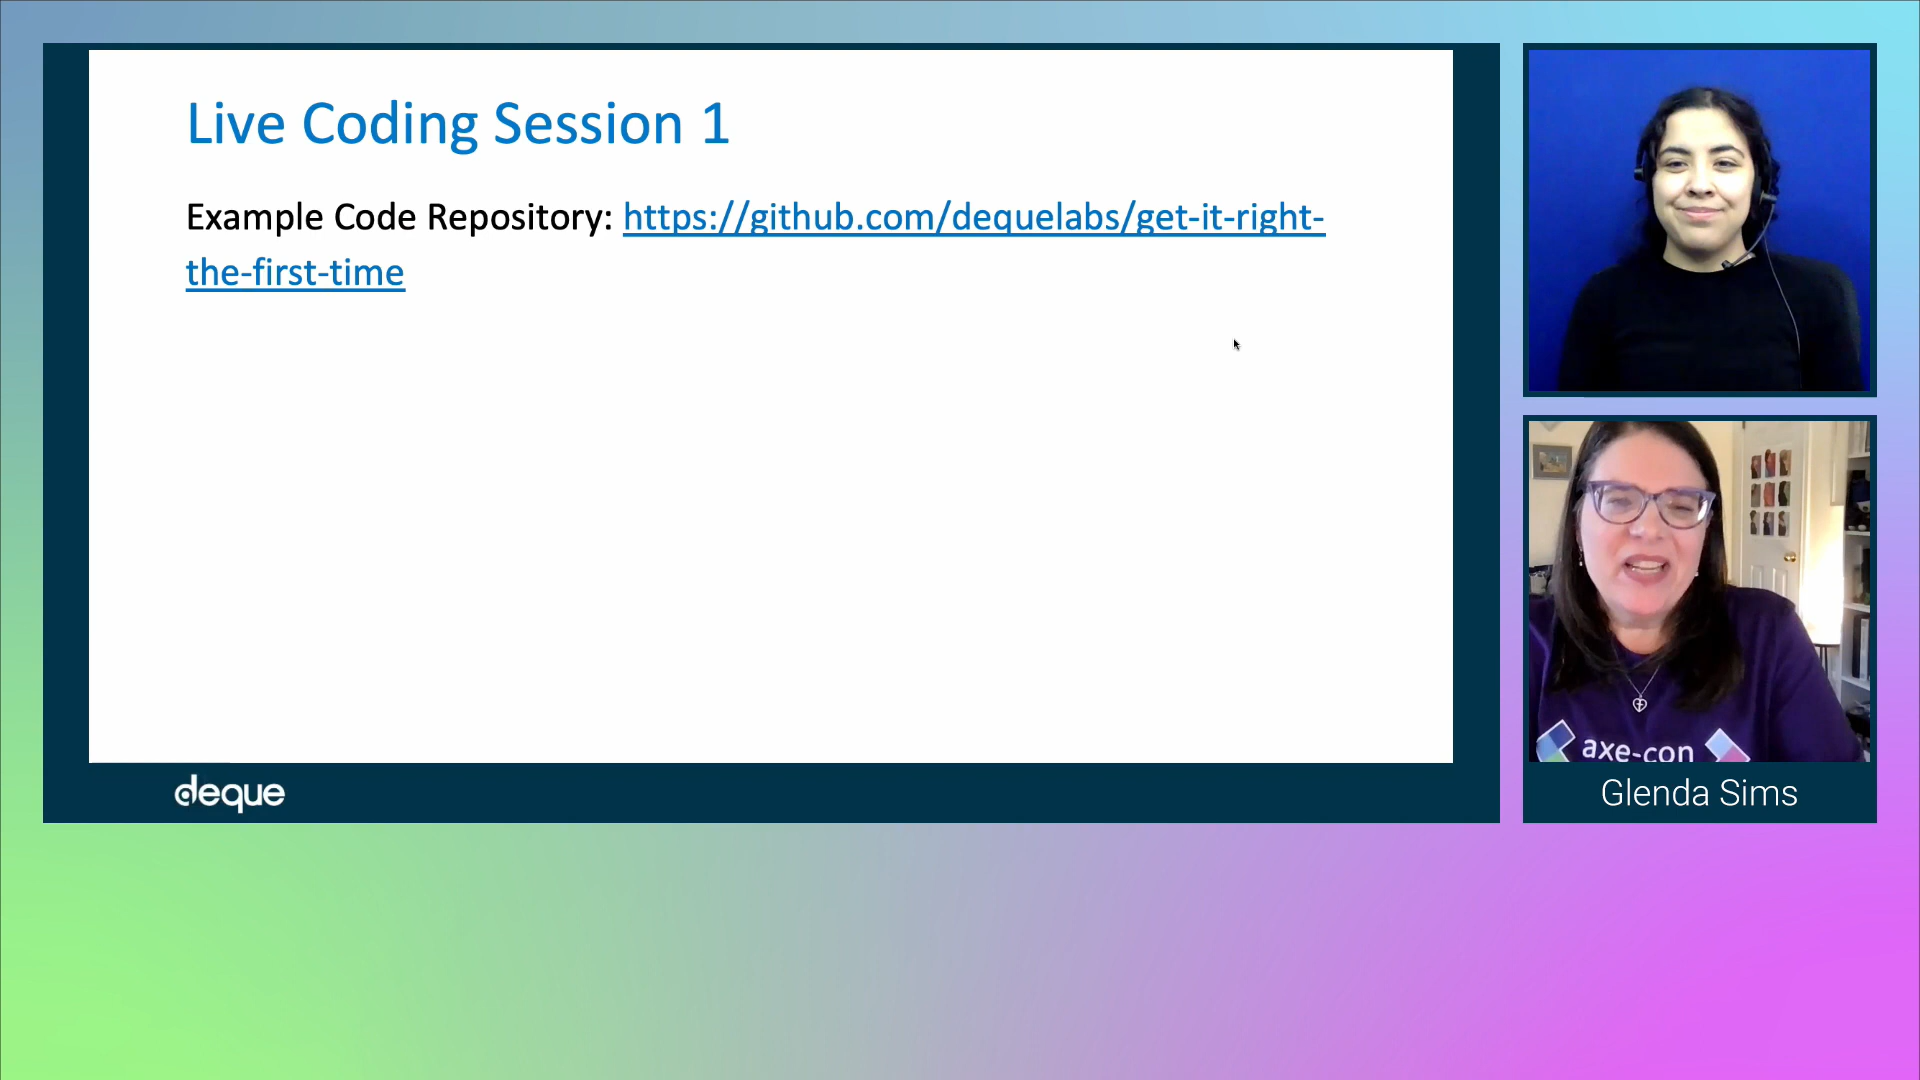 Live Coding Session 1
Example Code Repository: https://github.com/dequelabs/get-it-right-
the-first-time
axe-con
deque
Glenda Sims